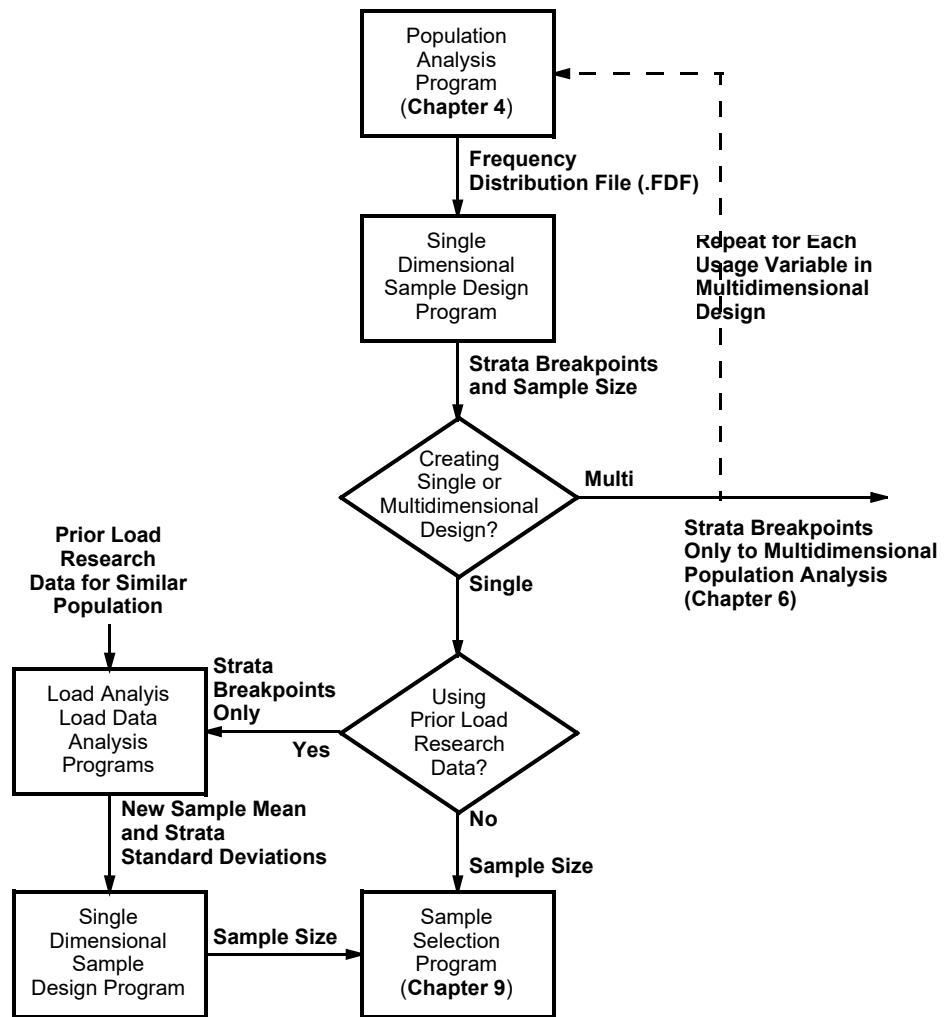 Population
Analysis
Program
(Chapter 4)
Frequency
Distribution File (.FDF)
Single
Dimensional
Sample Design
Program
Repeat for Each
Usage Variable in
Multidimensional
Design
Strata Breakpoints
and Sample Size
Creating
Single or
Multidimensional
Design?
Multi
Strata Breakpoints
Only to Multidimensional
Population Analysis
(Chapter 6)
Single
Prior Load
Research
Data for Similar
Population
Load Analyis
Load Data
Analysis
Programs
Strata
Breakpoints
Only
Yes
Using
Prior Load
Research
Data?
No
New Sample Mean
and Strata
Standard Deviations
Sample Size
Single
Dimensional
Sample
Design Program
Sample Size
Sample
Selection
Program
(Chapter 9)